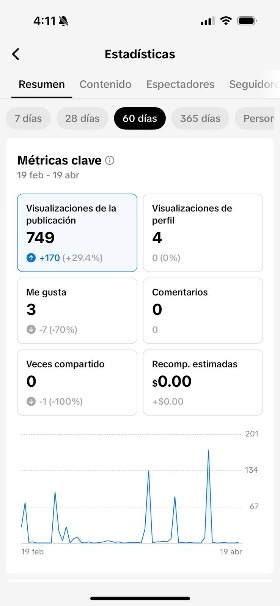 4:11
Estadísticas
Resumen Contenido Espectadores Seguidore
7 días 28 días 60 días 365 días Person
Métricas clave
19 feb - 19 abr
Visualizaciones de la publicación
749
+170 (+29.4%)
Visualizaciones de perfil
4
0 (0%)
Me gusta
3
-7 (-70%)
Comentarios
0
0
Veces compartido
0
-1 (-100%)
Recomp. estimadas
$0.00
+$0.00
201
134
67
19 feb 19 abr